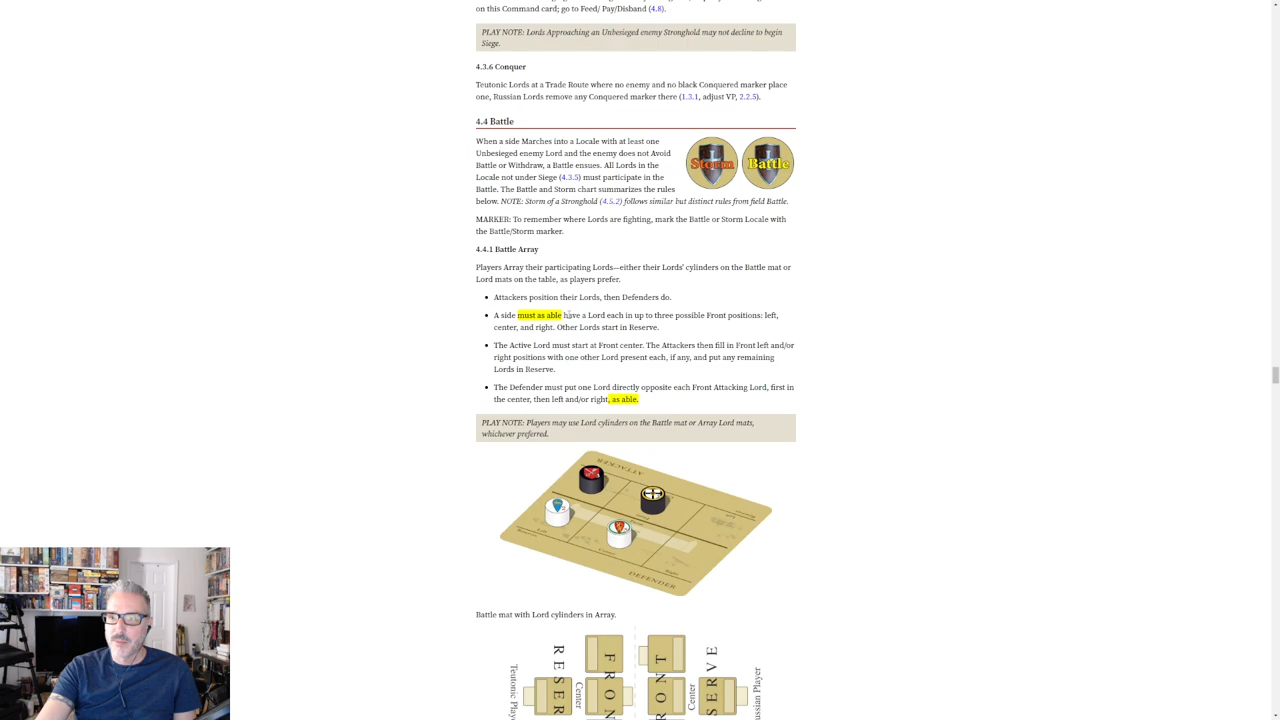 on this Command card; go to Feed/ Pay/Disband (4.8).
PLAY NOTE: Lords Approaching an Unbesieged enemy Stronghold may not decline to begin
Siege.
4.3.6 Conquer
Teutonic Lords at a Trade Route where no enemy and no black Conquered marker place
one, Russian Lords remove any Conquered marker there (1.3.1, adjust VP, 2.2.5).
4.4 Battle
When a side Marches into a Locale with at least one
Unbesieged enemy Lord and the enemy does not Avoid
Battle or Withdraw, a Battle ensues. All Lords in the
Locale not under Siege (4.3.5) must participate in the
Battle. The Battle and Storm chart summarizes the rules
below. NOTE: Storm of a Stronghold (4.5.2) follows similar but distinct rules from field Battle.
Storm
Battle
MARKER: To remember where Lords are fighting, mark the Battle or Storm Locale with
the Battle/Storm marker.
4.4.1 Battle Array
Players Array their participating Lords—either their Lords' cylinders on the Battle mat or
Lord mats on the table, as players prefer.
• Attackers position their Lords, then Defenders do.
• A side must as able have a Lord each in up to three possible Front positions: left,
center, and right. Other Lords start in Reserve.
• The Active Lord must start at Front center. The Attackers then fill in Front left and/or
right positions with one other Lord present each, if any, and put any remaining
Lords in Reserve.
• The Defender must put one Lord directly opposite each Front Attacking Lord, first in
the center, then left and/or right, as able.
PLAY NOTE: Players may use Lord cylinders on the Battle mat or Array Lord mats,
whichever preferred.
ATTACKER
DEFENDER
Battle mat with Lord cylinders in Array.
Center
Center